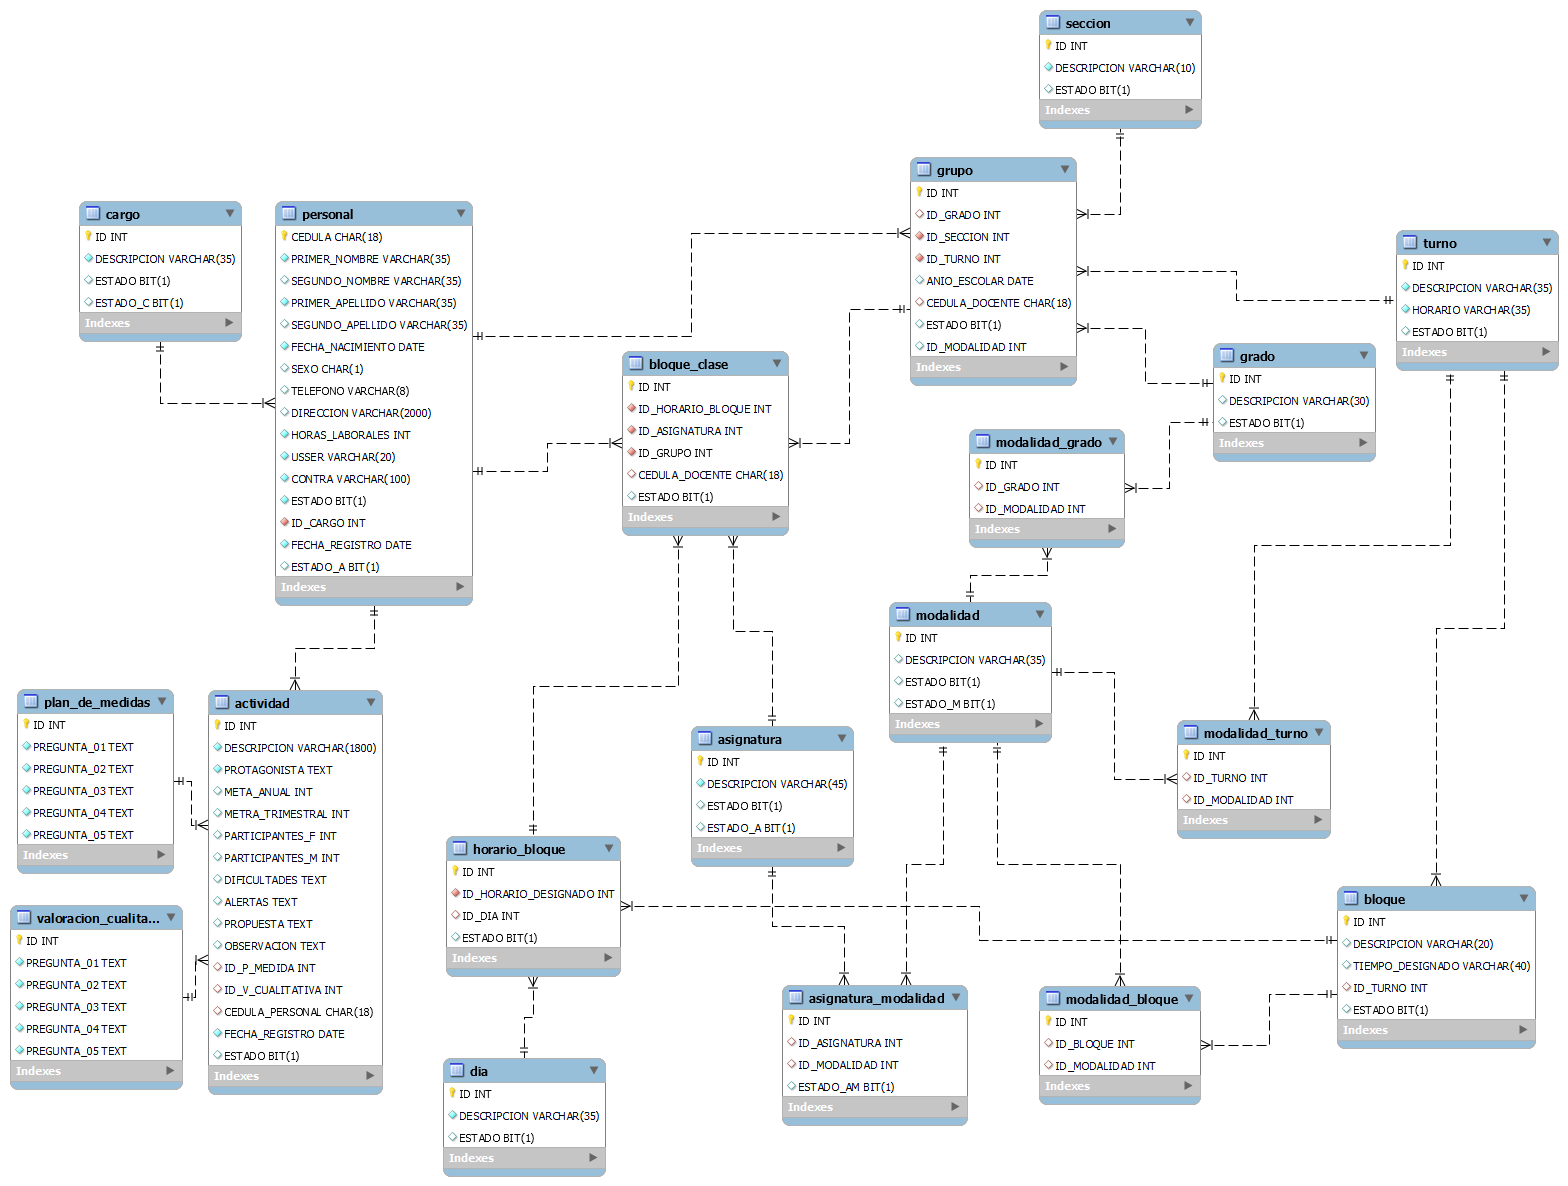 seccion
ID INT
DESCRIPCION VARCHAR(10)
ESTADO BIT(1)
Indexes
grupo
ID INT
ID_GRADO INT
ID_SECCION INT
ID_TURNO INT
ANIO_ESCOLAR DATE
CEDULA_DOCENTE CHAR(18)
ESTADO BIT(1)
ID_MODALIDAD INT
Indexes
cargo
ID INT
DESCRIPCION VARCHAR(35)
ESTADO BIT(1)
ESTADO_C BIT(1)
Indexes
personal
CEDULA CHAR(18)
PRIMER_NOMBRE VARCHAR(35)
SEGUNDO_NOMBRE VARCHAR(35)
PRIMER_APELLIDO VARCHAR(35)
SEGUNDO_APELLIDO VARCHAR(35)
FECHA_NACIMIENTO DATE
SEXO CHAR(1)
TELEFONO VARCHAR(8)
DIRECCION VARCHAR(2000)
HORAS_LABORALES INT
USSER VARCHAR(20)
CONTRA VARCHAR(100)
ESTADO BIT(1)
ID_CARGO INT
FECHA_REGISTRO DATE
ESTADO_A BIT(1)
Indexes
turno
ID INT
DESCRIPCION VARCHAR(35)
HORARIO VARCHAR(35)
ESTADO BIT(1)
Indexes
grado
ID INT
DESCRIPCION VARCHAR(30)
ESTADO BIT(1)
Indexes
bloque_clase
ID INT
ID_HORARIO_BLOQUE INT
ID_ASIGNATURA INT
ID_GRUPO INT
CEDULA_DOCENTE CHAR(18)
ESTADO BIT(1)
Indexes
modalidad_grado
ID INT
ID_GRADO INT
ID_MODALIDAD INT
Indexes
modalidad
ID INT
DESCRIPCION VARCHAR(35)
ESTADO BIT(1)
ESTADO_M BIT(1)
Indexes
plan_de_medidas
ID INT
PREGUNTA_01 TEXT
PREGUNTA_02 TEXT
PREGUNTA_03 TEXT
PREGUNTA_04 TEXT
PREGUNTA_05 TEXT
Indexes
actividad
ID INT
DESCRIPCION VARCHAR(1800)
PROTAGONISTA TEXT
META_ANUAL INT
METRA_TRIMESTRAL INT
PARTICIPANTES_F INT
PARTICIPANTES_M INT
DIFICULTADES TEXT
ALERTAS TEXT
PROPUESTA TEXT
OBSERVACION TEXT
ID_P_MEDIDA INT
ID_V_CUALITATIVA INT
CEDULA_PERSONAL CHAR(18)
FECHA_REGISTRO DATE
ESTADO BIT(1)
Indexes
modalidad_turno
ID INT
ID_TURNO INT
ID_MODALIDAD INT
Indexes
asignatura
ID INT
DESCRIPCION VARCHAR(45)
ESTADO BIT(1)
ESTADO_A BIT(1)
Indexes
horario_bloque
ID INT
ID_HORARIO_DESIGNADO INT
ID_DIA INT
ESTADO BIT(1)
Indexes
valoracion_cualita...
ID INT
PREGUNTA_01 TEXT
PREGUNTA_02 TEXT
PREGUNTA_03 TEXT
PREGUNTA_04 TEXT
PREGUNTA_05 TEXT
Indexes
bloque
ID INT
DESCRIPCION VARCHAR(20)
TIEMPO_DESIGNADO VARCHAR(40)
ID_TURNO INT
ESTADO BIT(1)
Indexes
asignatura_modalidad
ID INT
ID_ASIGNATURA INT
ID_MODALIDAD INT
ESTADO_AM BIT(1)
Indexes
modalidad_bloque
ID INT
ID_BLOQUE INT
ID_MODALIDAD INT
Indexes
dia
ID INT
DESCRIPCION VARCHAR(35)
ESTADO BIT(1)
Indexes